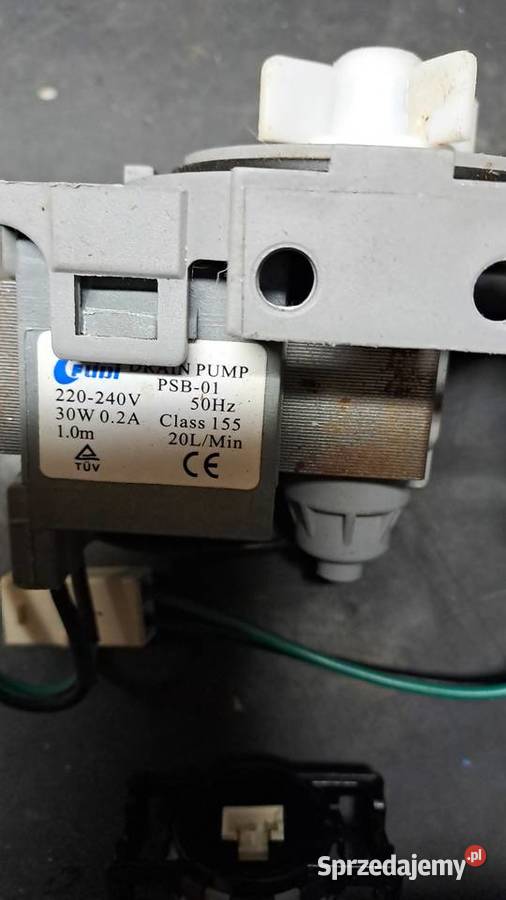 Fudi DRAIN PUMP
PSB-01
220-240V 50Hz
30W 0.2A Class 155
1.0m 20L/Min
TÜV CE
Sprzedajemy.pl